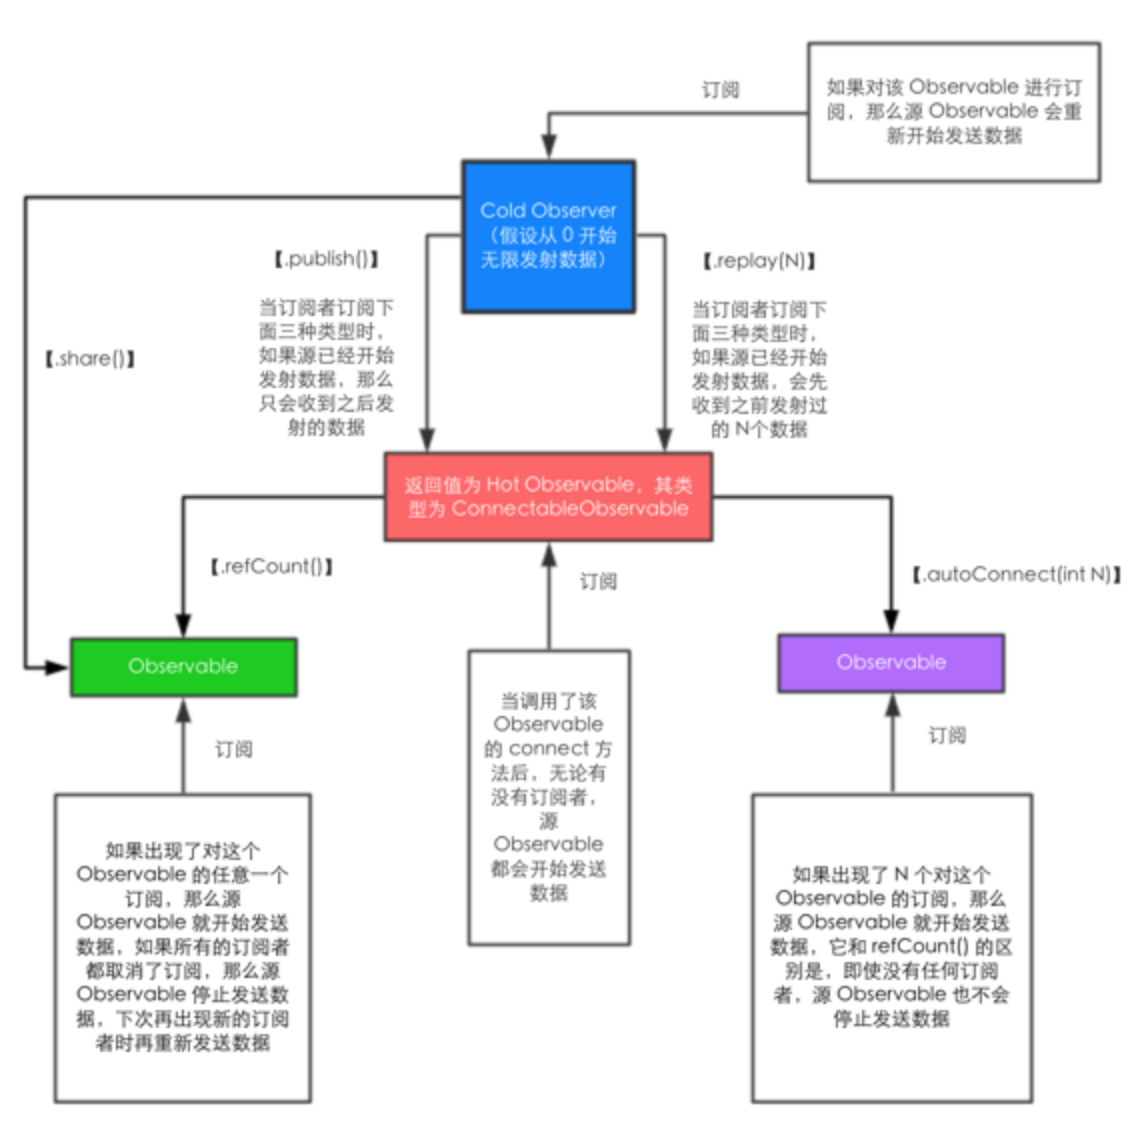 订阅
如果对该 Observable 进行订
阅，那么源 Observable 会重
新开始发送数据
Cold Observer
（假设从 0 开始
无限发射数据）
【.publish()】
当订阅者订阅下
面三种类型时，
如果源已经开始
发射数据，那么
只会收到之后发
射的数据
【.replay(N)】
当订阅者订阅下
面三种类型时，
如果源已经开始
发射数据，会先
收到之前发射过
的 N个数据
【.share()】
返回值为 Hot Observable，其类
型为 ConnectableObservable
【.refCount()】
订阅
【.autoConnect(int N)】
Observable
Observable
订阅
当调用了该
Observable
的 connect 方
法后，无论有
没有订阅者，
源
Observable
都会开始发送
数据
订阅
如果出现了对这个
Observable 的任意一个
订阅，那么源
Observable 就开始发送
数据，如果所有的订阅者
都取消了订阅，那么源
Observable 停止发送数
据，下次再出现新的订阅
者时再重新发送数据
如果出现了 N 个对这个
Observable 的订阅，那么
源 Observable 就开始发送
数据，它和 refCount() 的区
别是，即使没有任何订阅
者，源 Observable 也不会
停止发送数据